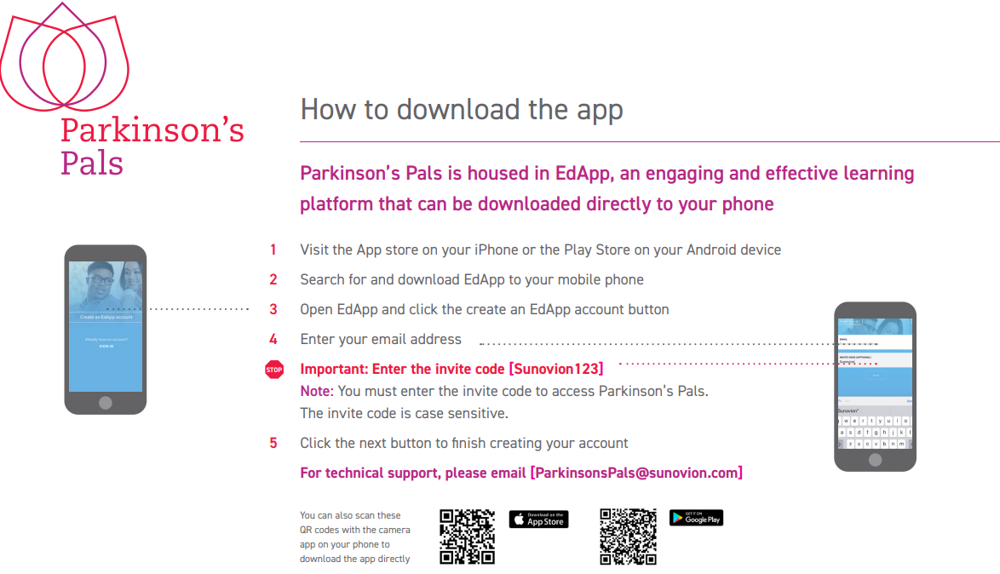 Parkinson's
Pals
How to download the app
Parkinson's Pals is housed in EdApp, an engaging and effective learning
platform that can be downloaded directly to your phone
1 Visit the App store on your iPhone or the Play Store on your Android device
2 Search for and download EdApp to your mobile phone
3 Open EdApp and click the create an EdApp account button
4 Enter your email address
STOP Important: Enter the invite code [Sunovion123]
Note: You must enter the invite code to access Parkinson's Pals.
The invite code is case sensitive.
5 Click the next button to finish creating your account
For technical support, please email [ParkinsonsPals@sunovion.com]
You can also scan these
QR codes with the camera
app on your phone to
download the app directly
Download on the
App Store
GET IT ON
Google Play
Create an EdApp account
Already have an account?
SIGN IN
EMAIL
INVITE CODE (OPTIONAL)
Sunovion
"Sunovion"
w e r t y u i o
a s d f g h j k l
z x c v b n m